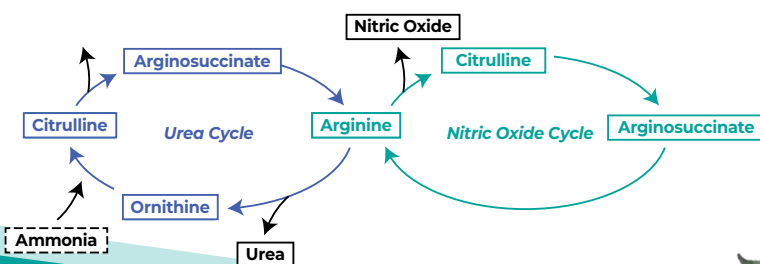 Nitric Oxide
Arginosuccinate
Citrulline
Citrulline
Urea Cycle
Arginine
Nitric Oxide Cycle
Arginosuccinate
Ornithine
Ammonia
Urea